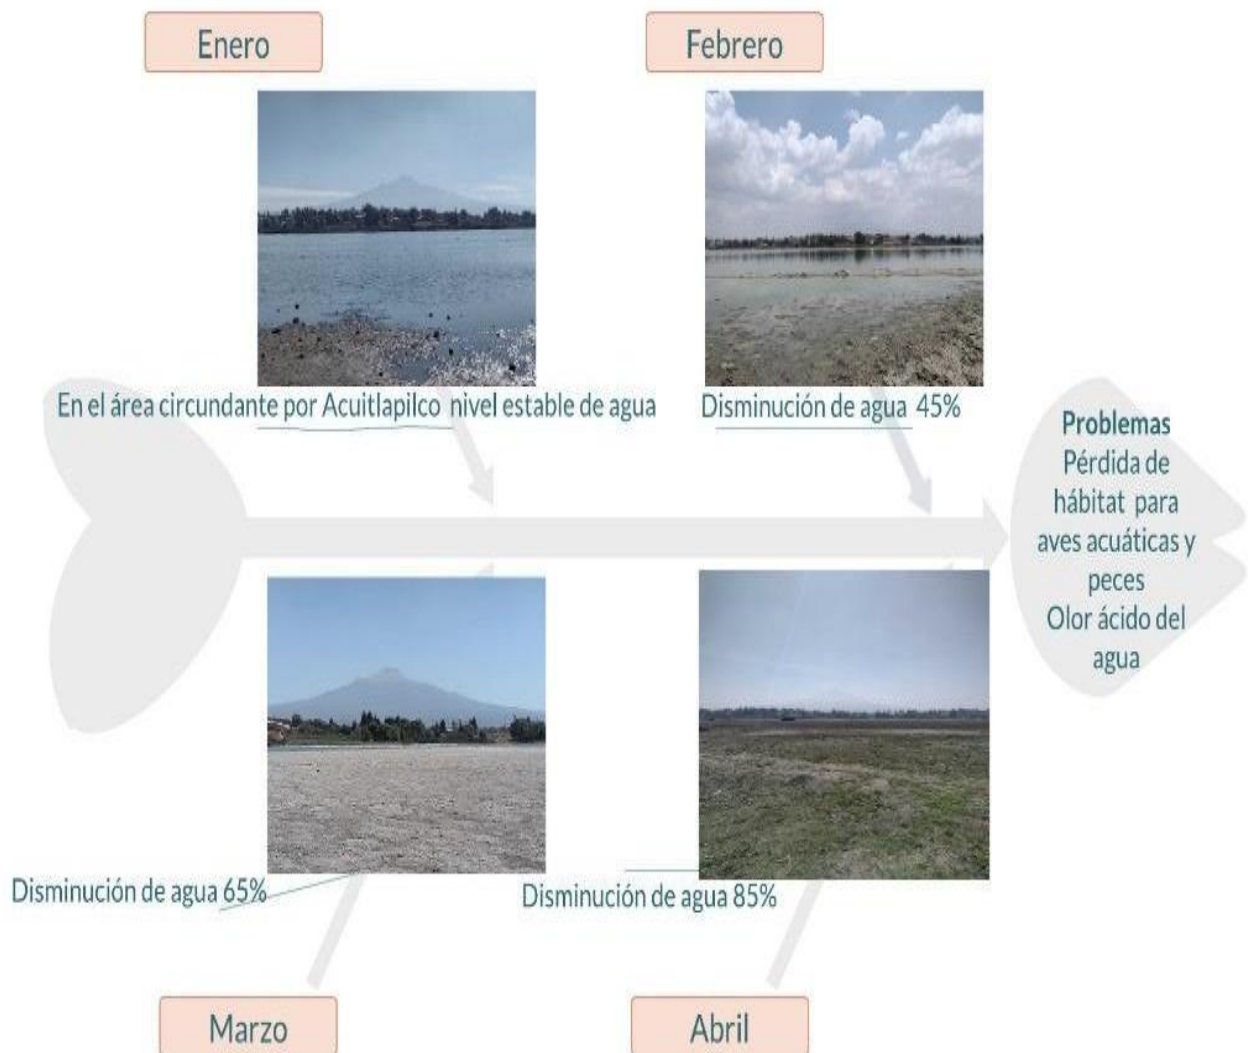 Enero
Febrero
En el área circundante por Acuitlapilco nivel estable de agua
Disminución de agua 45%
Problemas
Pérdida de
hábitat para
aves acuáticas y
peces
Olor ácido del
agua
Disminución de agua 65%
Disminución de agua 85%
Marzo
Abril